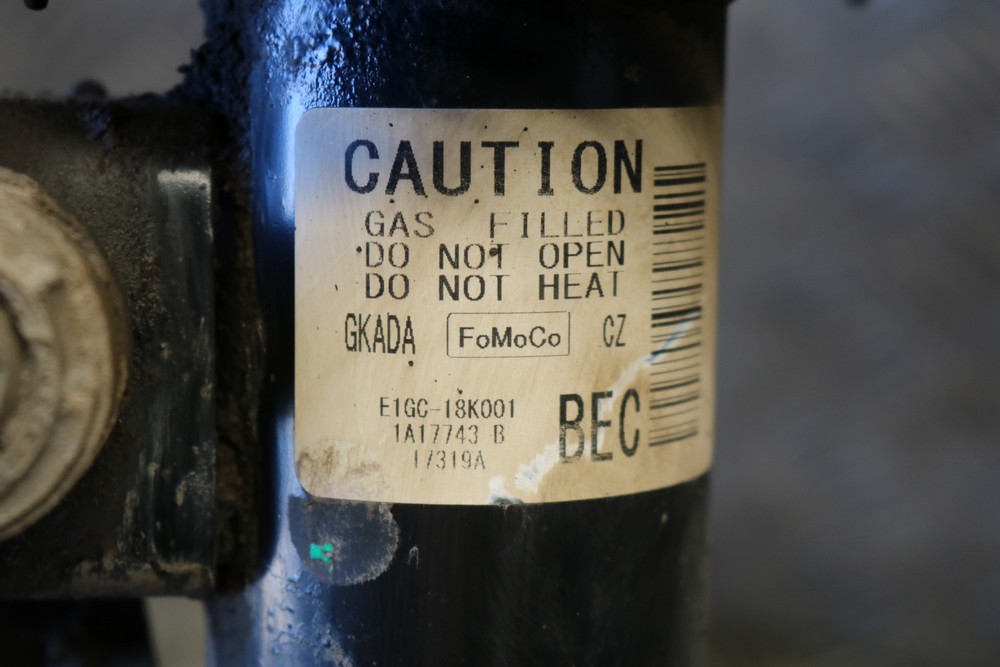 CAUTION
GAS FILLED
DO NOT OPEN
DO NOT HEAT
GKADA FoMoCo CZ
E1GC-18K001
1A17743 B
17319A
BEC